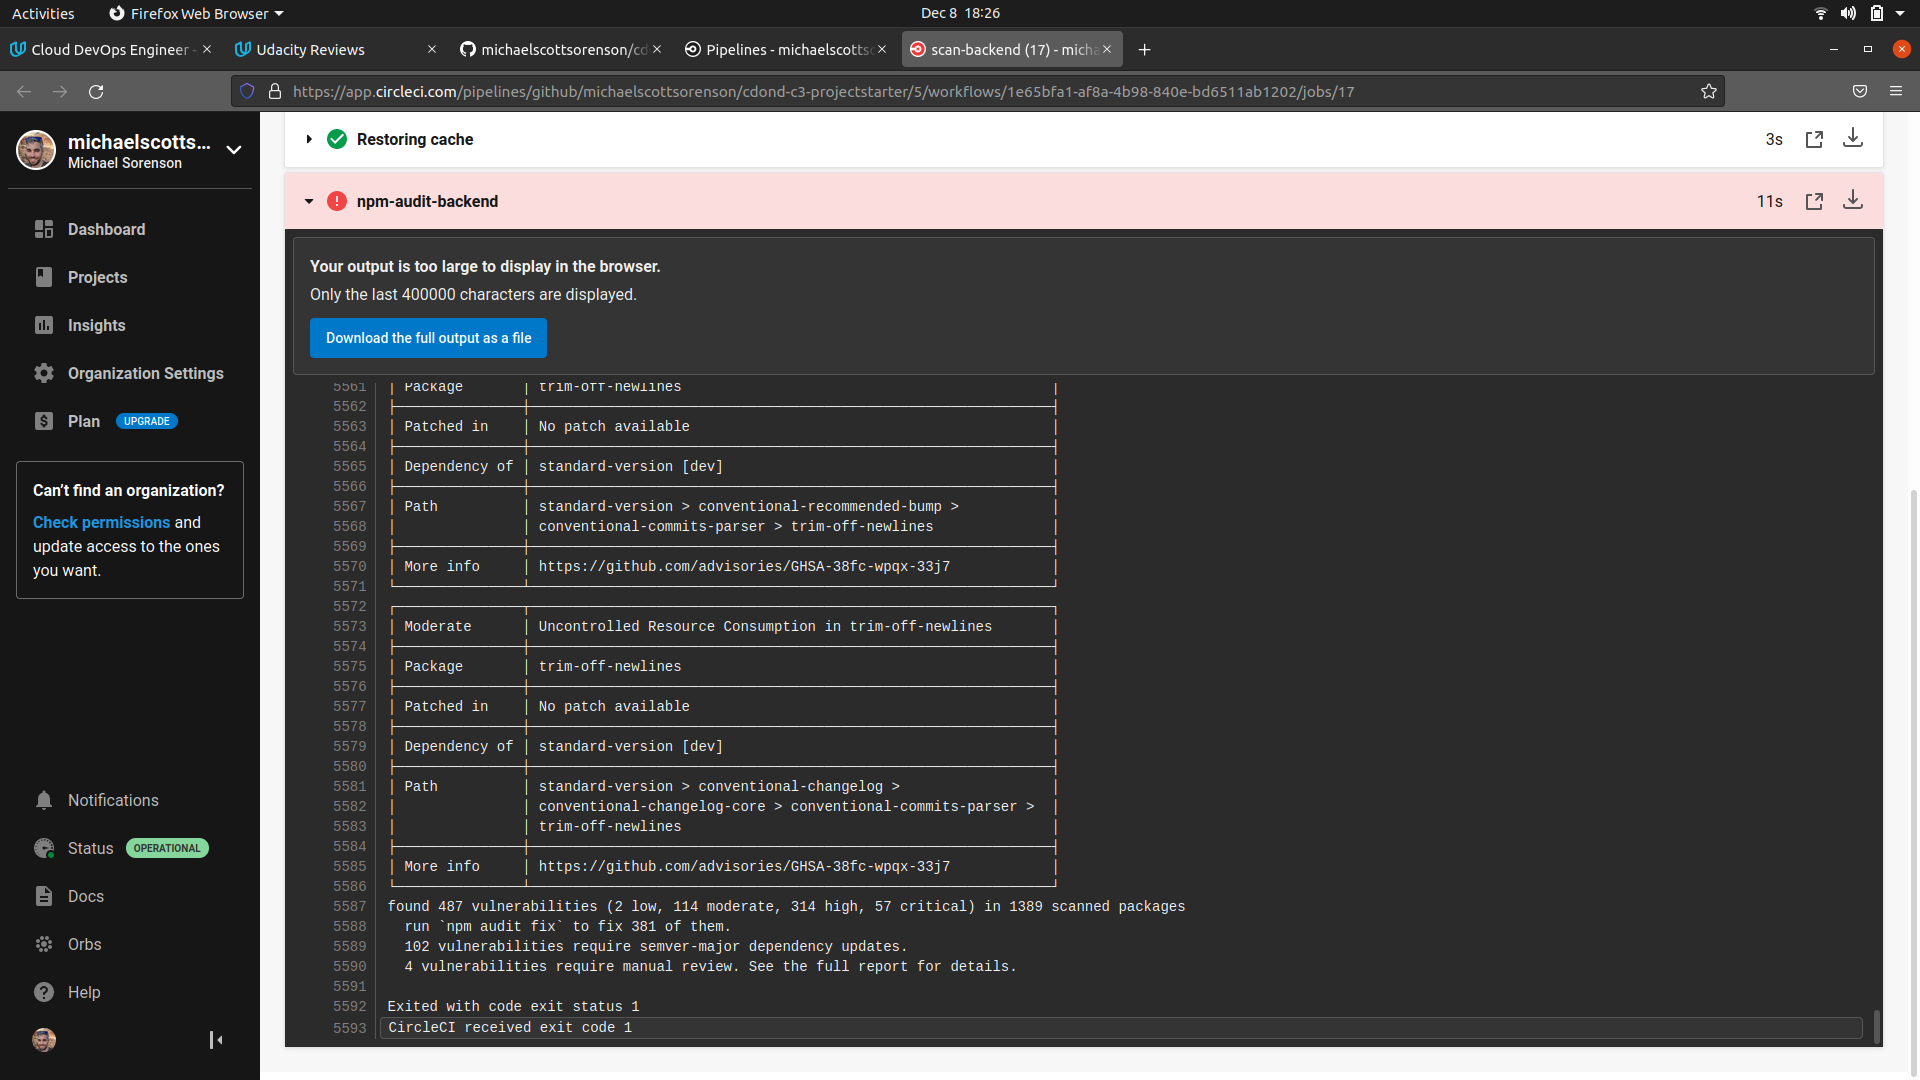 Activities
Firefox Web Browser
Dec 8 18:26
Cloud DevOps Engineer -
Udacity Reviews
michaelscottsorenson/cd
Pipelines - michaelscotts
scan-backend (17) - micha
https://app.circleci.com/pipelines/github/michaelscottsorenson/cdond-c3-projectstarter/5/workflows/1e65bfa1-af8a-4b98-840e-bd6511ab1202/jobs/17
michaelscotts...
Michael Sorenson
Dashboard
Projects
Insights
Organization Settings
Plan UPGRADE
Can't find an organization?
Check permissions and
update access to the ones
you want.
Notifications
Status OPERATIONAL
Docs
Orbs
Help
Restoring cache 3s
npm-audit-backend 11s
Your output is too large to display in the browser.
Only the last 400000 characters are displayed.
Download the full output as a file
5561 │ Package │ trim-off-newlines │
5562
5563 │ Patched in │ No patch available │
5564
5565 │ Dependency of │ standard-version [dev] │
5566
5567 │ Path │ standard-version > conventional-recommended-bump > │
5568 │ │ conventional-commits-parser > trim-off-newlines │
5569
5570 │ More info │ https://github.com/advisories/GHSA-38fc-wpqx-33j7 │
5571
5572
5573 │ Moderate │ Uncontrolled Resource Consumption in trim-off-newlines │
5574
5575 │ Package │ trim-off-newlines │
5576
5577 │ Patched in │ No patch available │
5578
5579 │ Dependency of │ standard-version [dev] │
5580
5581 │ Path │ standard-version > conventional-changelog > │
5582 │ │ conventional-changelog-core > conventional-commits-parser > │
5583 │ │ trim-off-newlines │
5584
5585 │ More info │ https://github.com/advisories/GHSA-38fc-wpqx-33j7 │
5586
5587 found 487 vulnerabilities (2 low, 114 moderate, 314 high, 57 critical) in 1389 scanned packages
5588 run `npm audit fix` to fix 381 of them.
5589 102 vulnerabilities require semver-major dependency updates.
5590 4 vulnerabilities require manual review. See the full report for details.
5591
5592 Exited with code exit status 1
5593 CircleCI received exit code 1